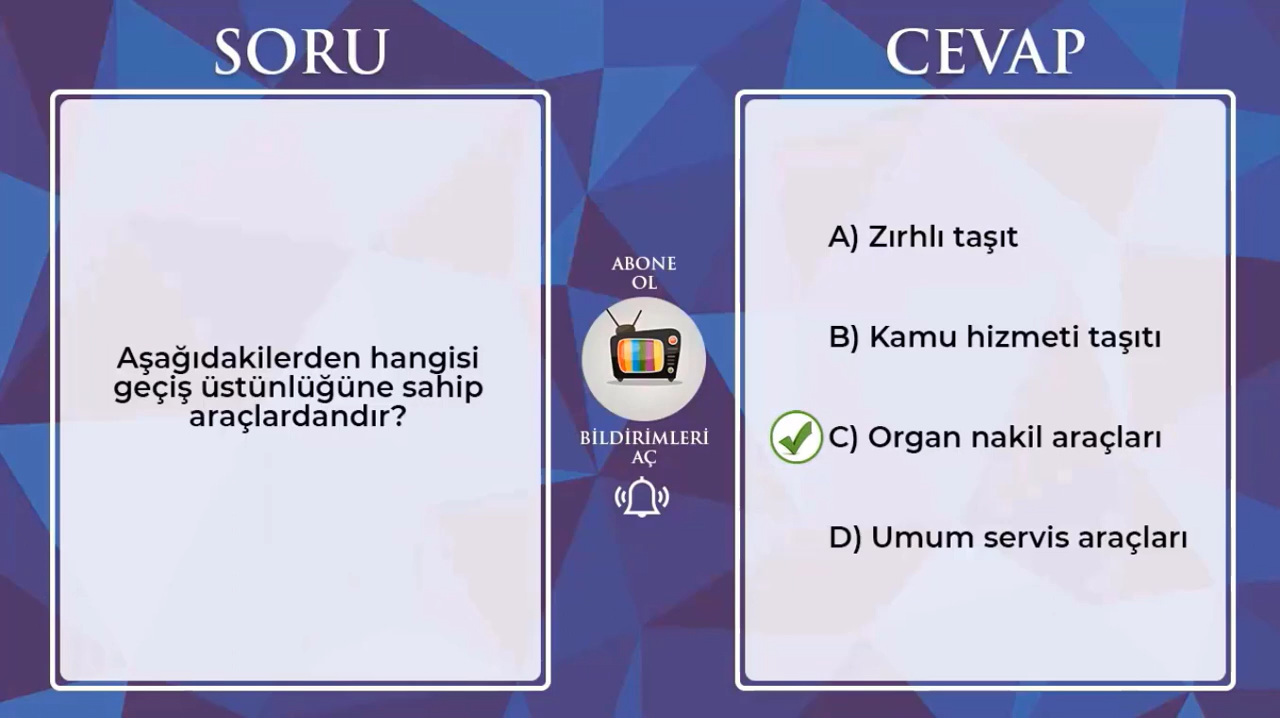 SORU
Aşağıdakilerden hangisi
geçiş üstünlüğüne sahip
araçlardandır?
ABONE
OL
BİLDİRİMLERİ
AÇ
CEVAP
A) Zırhlı taşıt
B) Kamu hizmeti taşıtı
C) Organ nakil araçları
D) Umum servis araçları